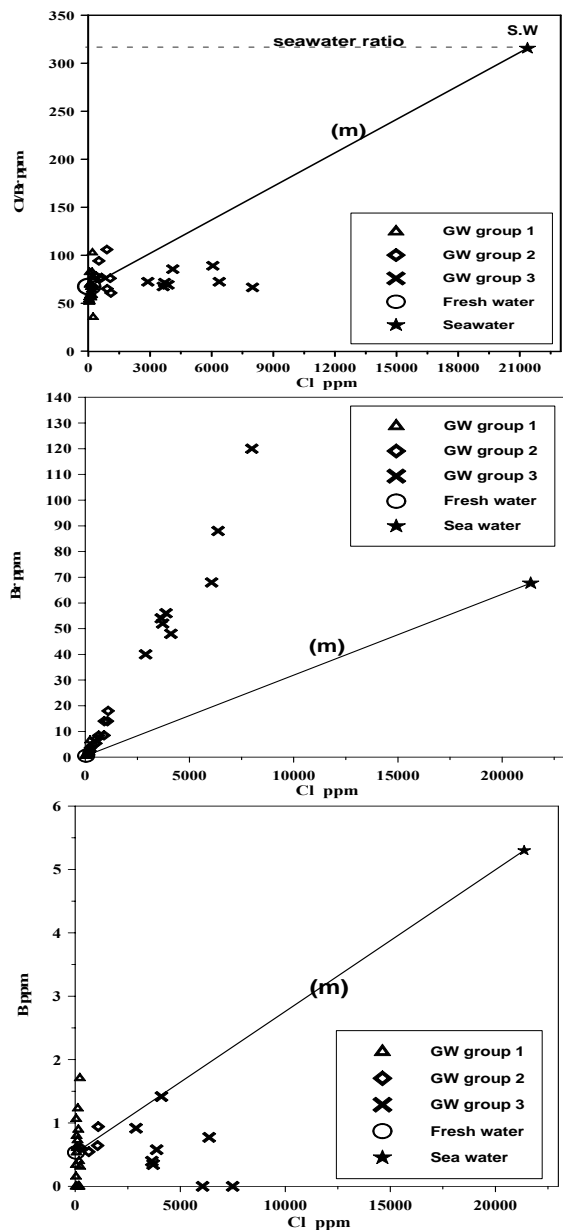 S.W
seawater ratio
400
350
300
250
200
150
100
50
0
Cl/Br ppm
(m)
GW group 1
GW group 2
GW group 3
Fresh water
Seawater
0 3000 6000 9000 12000 15000 18000 21000
Cl ppm
140
130
120
110
100
90
80
70
60
50
40
30
20
10
0
Br ppm
GW group 1
GW group 2
GW group 3
Fresh water
Sea water
(m)
0 5000 10000 15000 20000
Cl ppm
6
5
4
3
2
1
0
B ppm
(m)
GW group 1
GW group 2
GW group 3
Fresh water
Sea water
0 5000 10000 15000 20000
Cl ppm